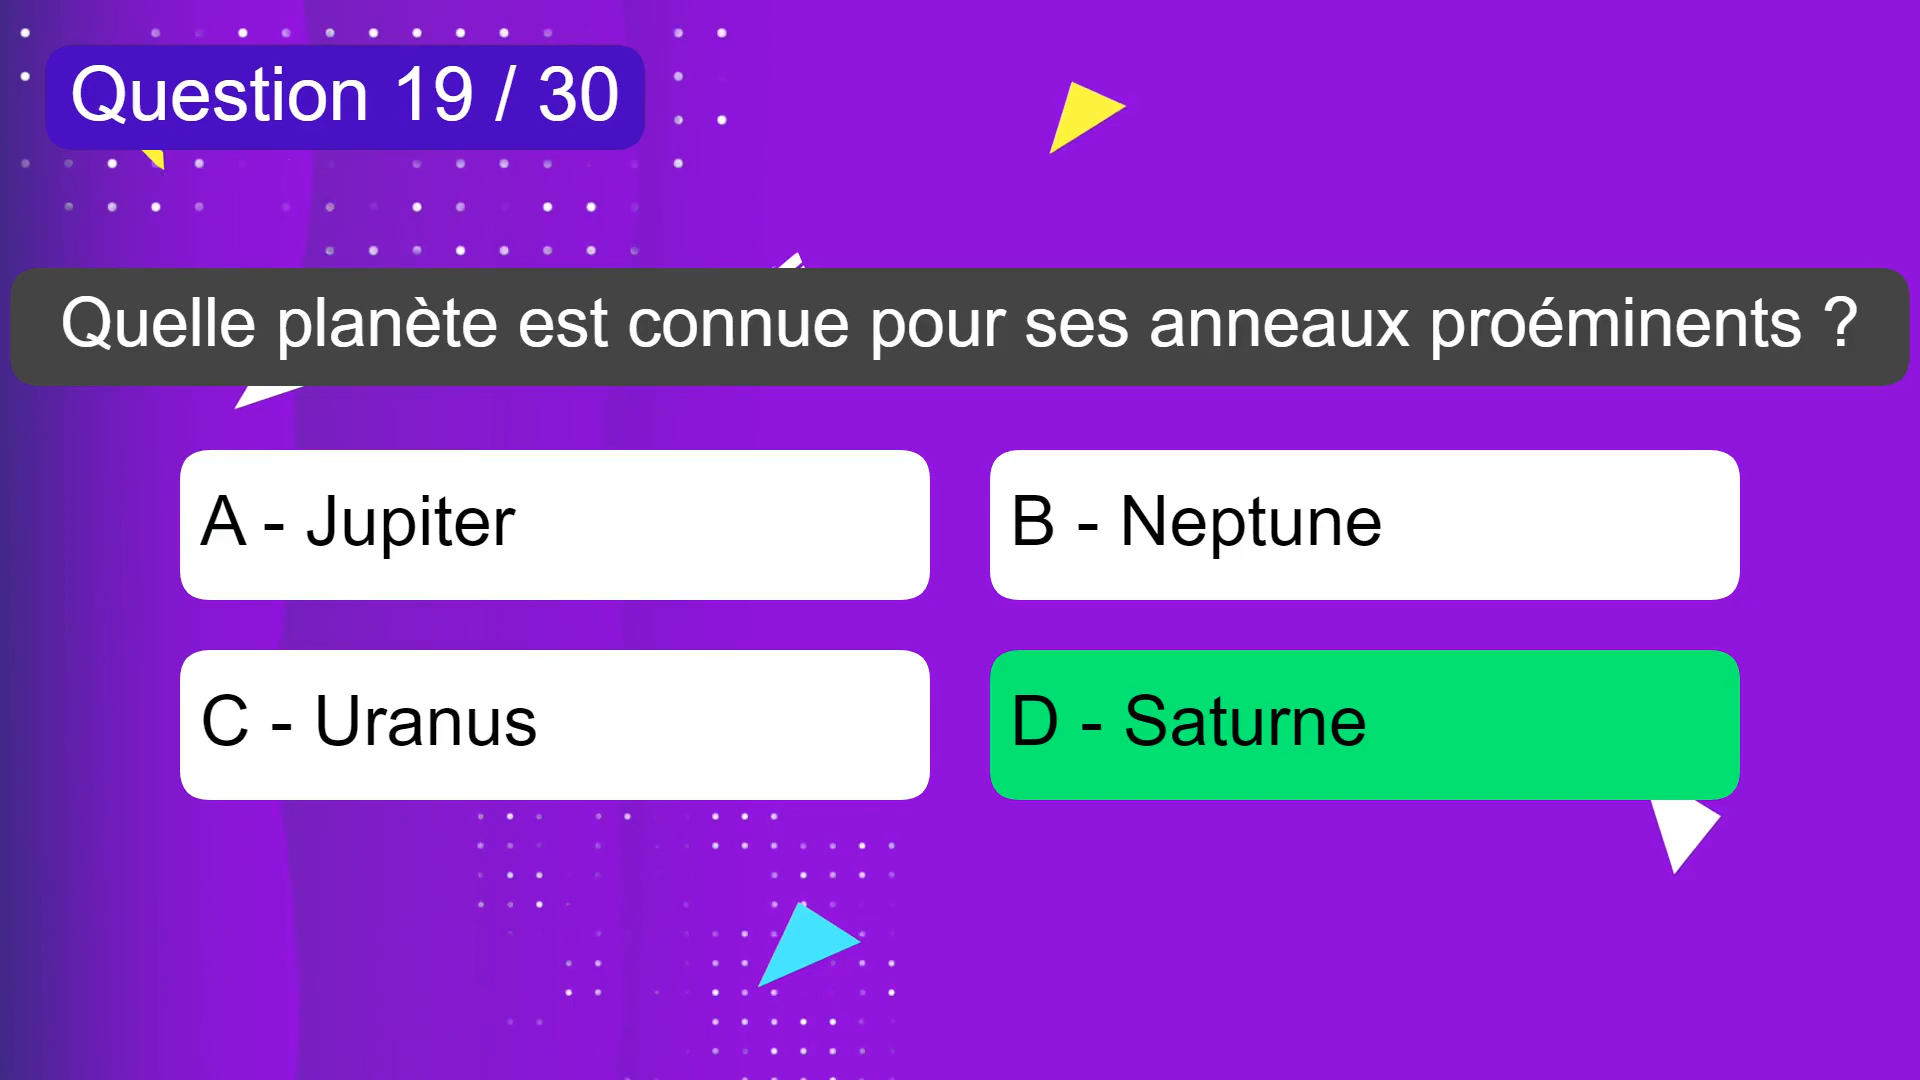 Question 19 / 30
Quelle planète est connue pour ses anneaux proéminents ?
A - Jupiter
B - Neptune
C - Uranus
D - Saturne